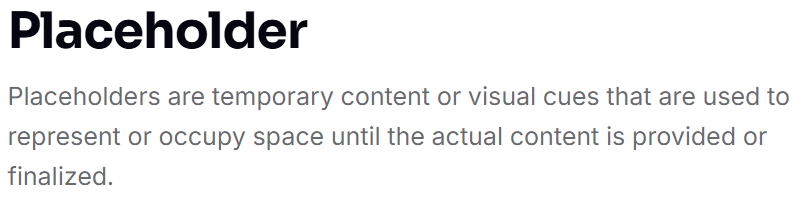 Placeholder
Placeholders are temporary content or visual cues that are used to
represent or occupy space until the actual content is provided or
finalized.